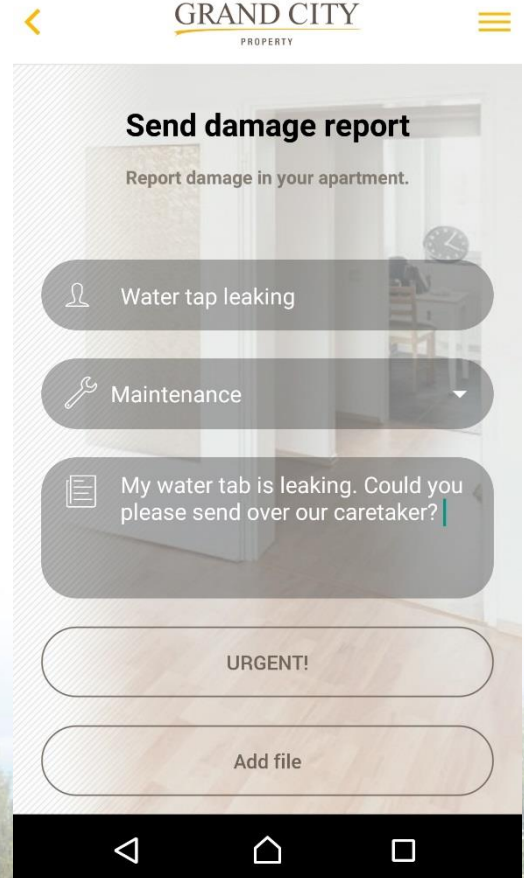 GRAND CITY
PROPERTY
Send damage report
Report damage in your apartment.
Water tap leaking
Maintenance
My water tab is leaking. Could you
please send over our caretaker?
URGENT!
Add file